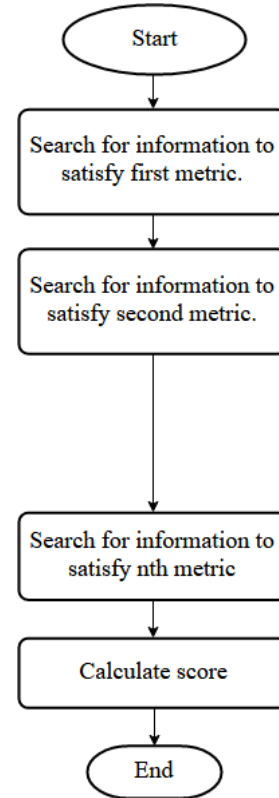 Start
Search for information to
satisfy first metric.
Search for information to
satisfy second metric.
Search for information to
satisfy nth metric
Calculate score
End